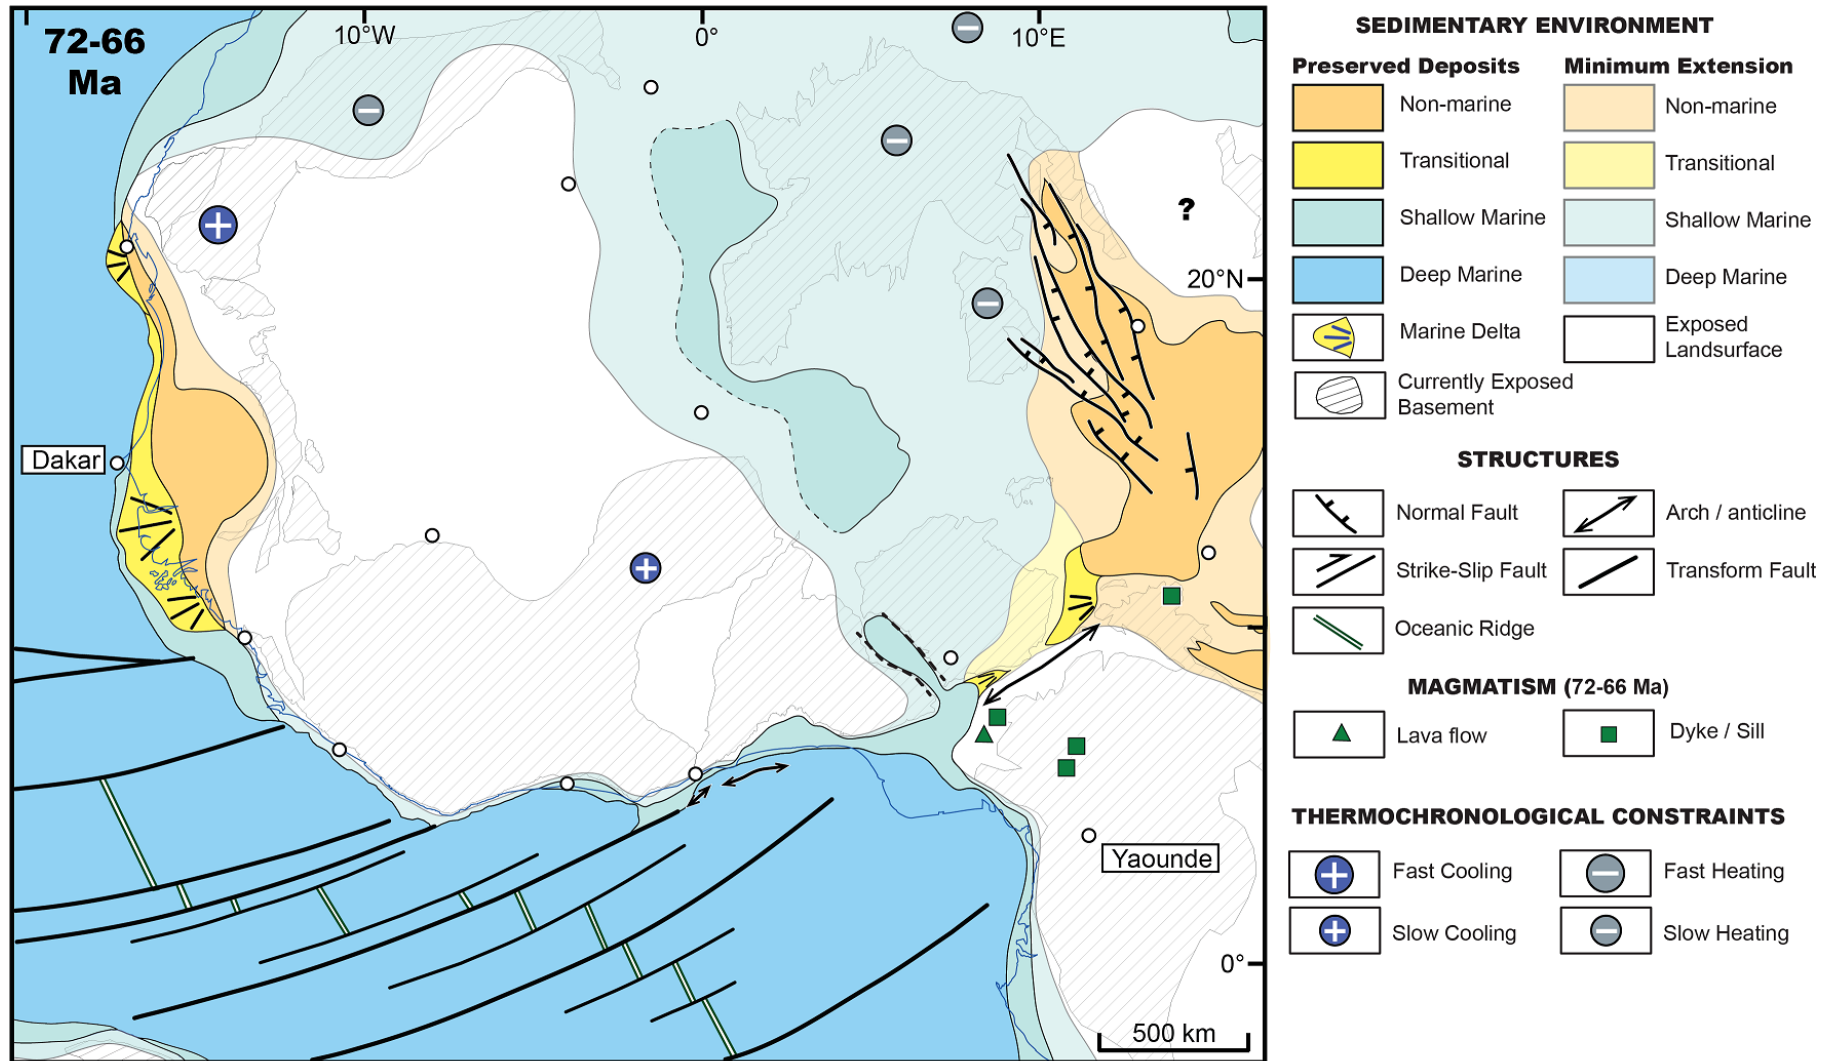 72-66
Ma
10°W
0°
10°E
20°N
?
Dakar
Yaounde
0°
500 km
SEDIMENTARY ENVIRONMENT
Preserved Deposits
Minimum Extension
Non-marine
Non-marine
Transitional
Transitional
Shallow Marine
Shallow Marine
Deep Marine
Deep Marine
Marine Delta
Exposed
Landsurface
Currently Exposed
Basement
STRUCTURES
Normal Fault
Arch / anticline
Strike-Slip Fault
Transform Fault
Oceanic Ridge
MAGMATISM (72-66 Ma)
Lava flow
Dyke / Sill
THERMOCHRONOLOGICAL CONSTRAINTS
Fast Cooling
Fast Heating
Slow Cooling
Slow Heating